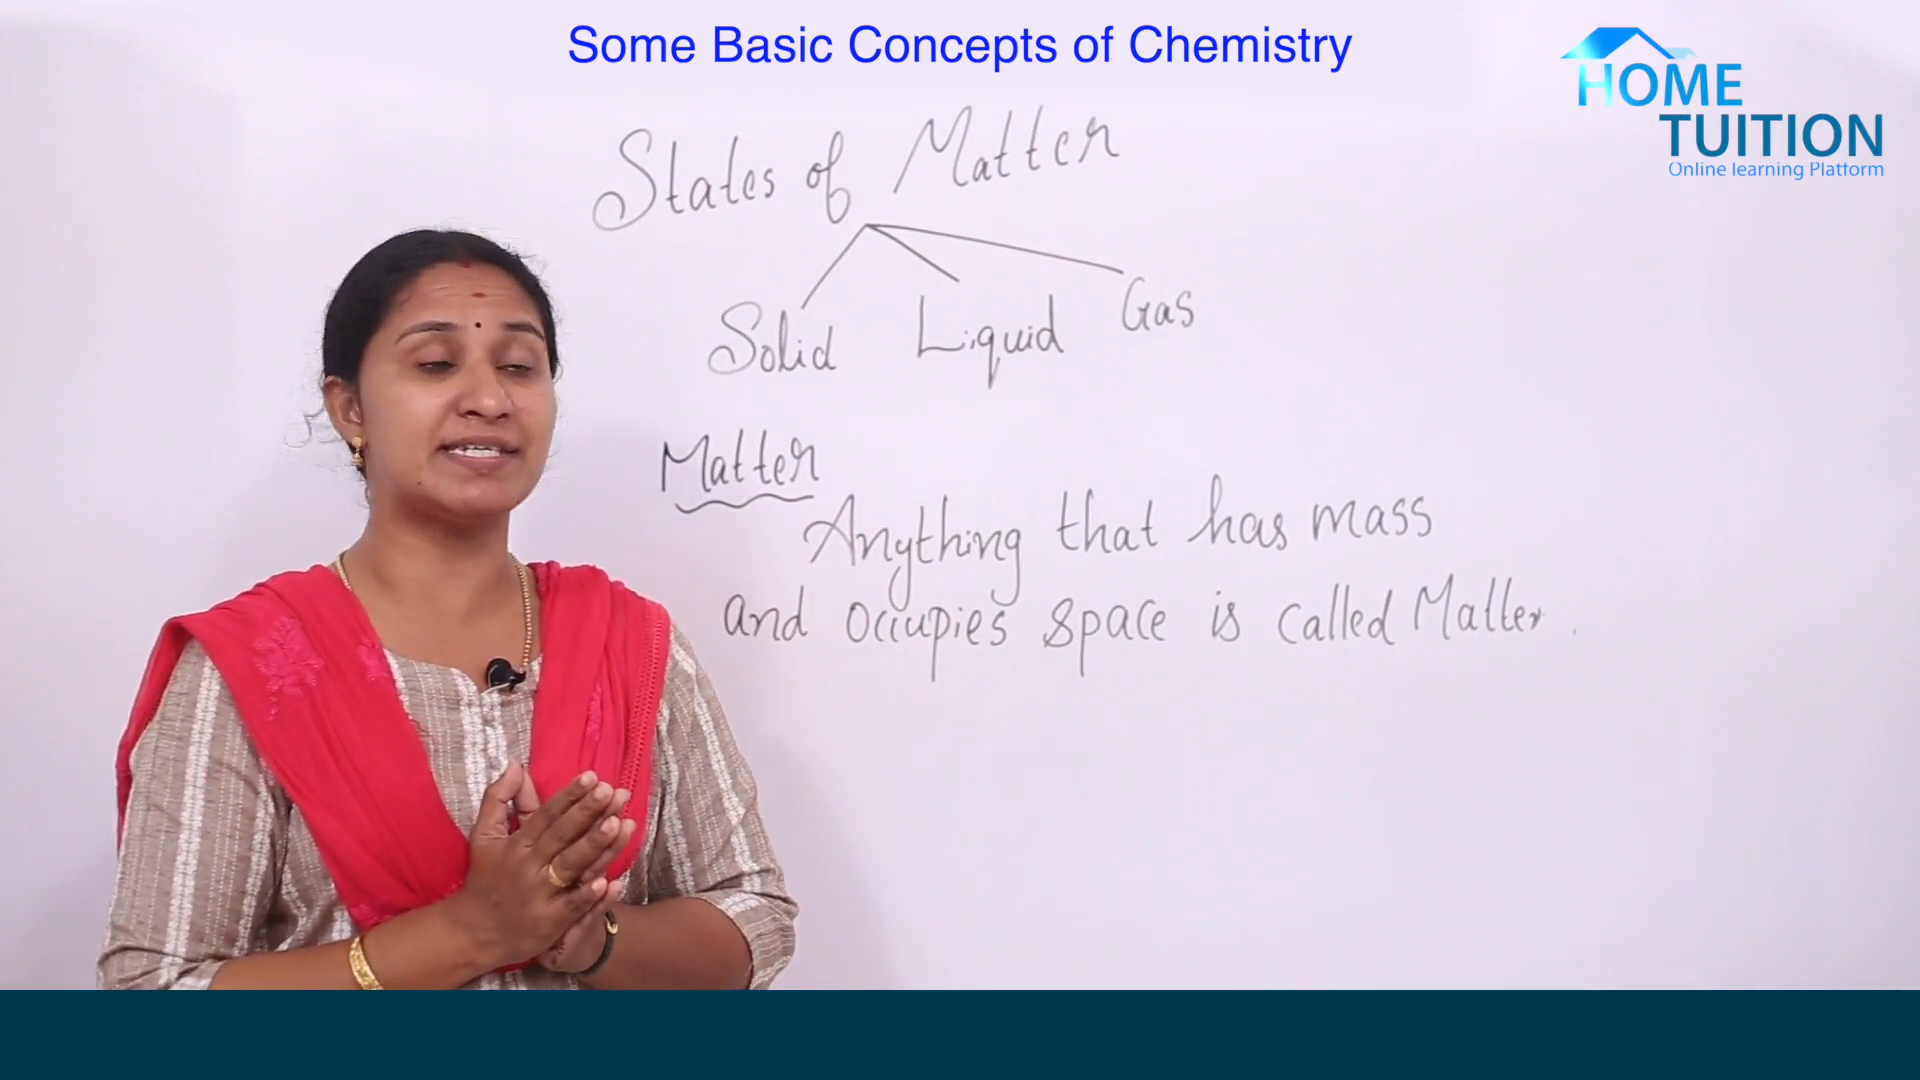 Some Basic Concepts of Chemistry
HOME
TUITION
Online learning Platform
States of Matter
Solid Liquid Gas
Matter
Anything that has mass
and occupies space is called Matter.